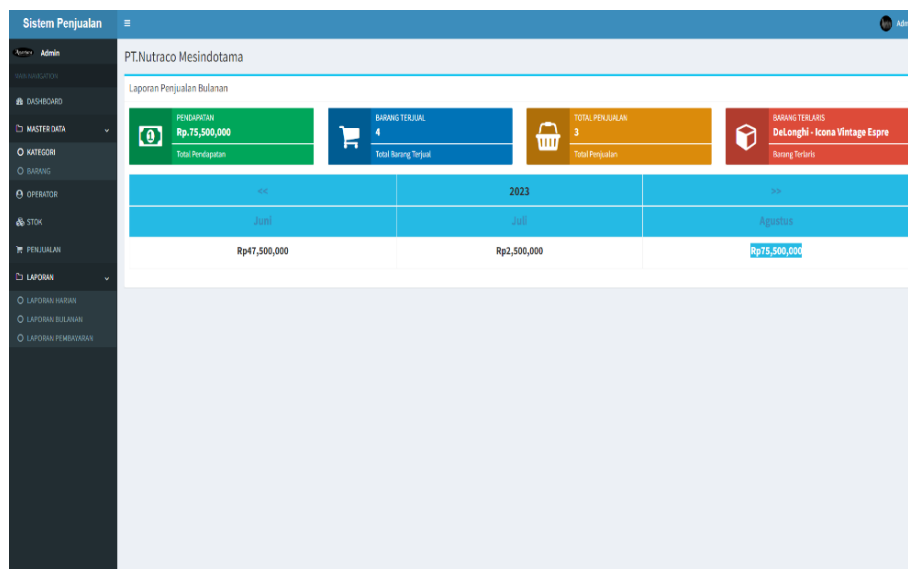 Sistem Penjualan
Adm
Admin
MAIN NAVIGATION
DASHBOARD
MASTER DATA
KATEGORI
BARANG
OPERATOR
STOK
PENJUALAN
LAPORAN
LAPORAN HARIAN
LAPORAN BULANAN
LAPORAN PEMBAYARAN
PT.Nutraco Mesindotama
Laporan Penjualan Bulanan
PENDAPATAN
Rp.75,500,000
Total Pendapatan
BARANG TERJUAL
4
Total Barang Terjual
TOTAL PENJUALAN
3
Total Penjualan
BARANG TERLARIS
DeLonghi - Icona Vintage Espre
Barang Terlaris
<< 2023 >>
Juni Juli Agustus
Rp47,500,000 Rp2,500,000 Rp75,500,000